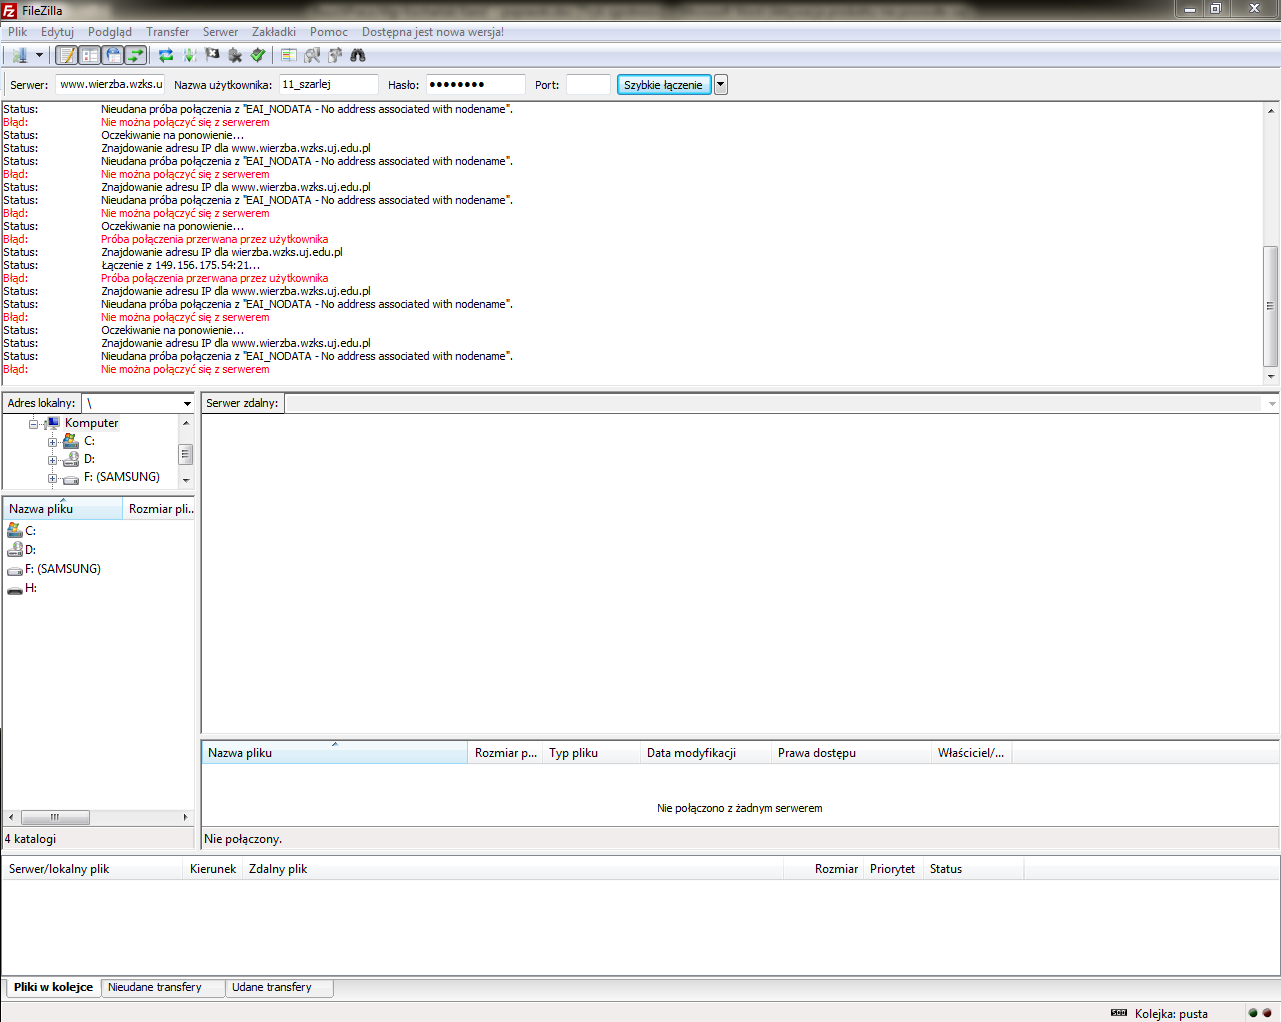 FileZilla
Plik Edytuj Podgląd Transfer Serwer Zakładki Pomoc Dostępna jest nowa wersja!
Serwer: www.wierzba.wzks.u Nazwa użytkownika: 11_szarlej Hasło: ●●●●●●●● Port: Szybkie łączenie
Status: Nieudana próba połączenia z "EAI_NODATA - No address associated with nodename".
Błąd: Nie można połączyć się z serwerem
Status: Oczekiwanie na ponowienie...
Status: Znajdowanie adresu IP dla www.wierzba.wzks.uj.edu.pl
Status: Nieudana próba połączenia z "EAI_NODATA - No address associated with nodename".
Błąd: Nie można połączyć się z serwerem
Status: Znajdowanie adresu IP dla www.wierzba.wzks.uj.edu.pl
Status: Nieudana próba połączenia z "EAI_NODATA - No address associated with nodename".
Błąd: Nie można połączyć się z serwerem
Status: Oczekiwanie na ponowienie...
Błąd: Próba połączenia przerwana przez użytkownika
Status: Znajdowanie adresu IP dla wierzba.wzks.uj.edu.pl
Status: Łączenie z 149.156.175.54:21...
Błąd: Próba połączenia przerwana przez użytkownika
Status: Znajdowanie adresu IP dla www.wierzba.wzks.uj.edu.pl
Status: Nieudana próba połączenia z "EAI_NODATA - No address associated with nodename".
Błąd: Nie można połączyć się z serwerem
Status: Oczekiwanie na ponowienie...
Status: Znajdowanie adresu IP dla www.wierzba.wzks.uj.edu.pl
Status: Nieudana próba połączenia z "EAI_NODATA - No address associated with nodename".
Błąd: Nie można połączyć się z serwerem
Adres lokalny: \
Komputer
C:
D:
F: (SAMSUNG)
Nazwa pliku Rozmiar pli...
C:
D:
F: (SAMSUNG)
H:
4 katalogi
Serwer zdalny:
Nazwa pliku Rozmiar p... Typ pliku Data modyfikacji Prawa dostępu Właściciel/...
Nie połączono z żadnym serwerem
Nie połączony.
Serwer/lokalny plik Kierunek Zdalny plik Rozmiar Priorytet Status
Pliki w kolejce Nieudane transfery Udane transfery
Kolejka: pusta